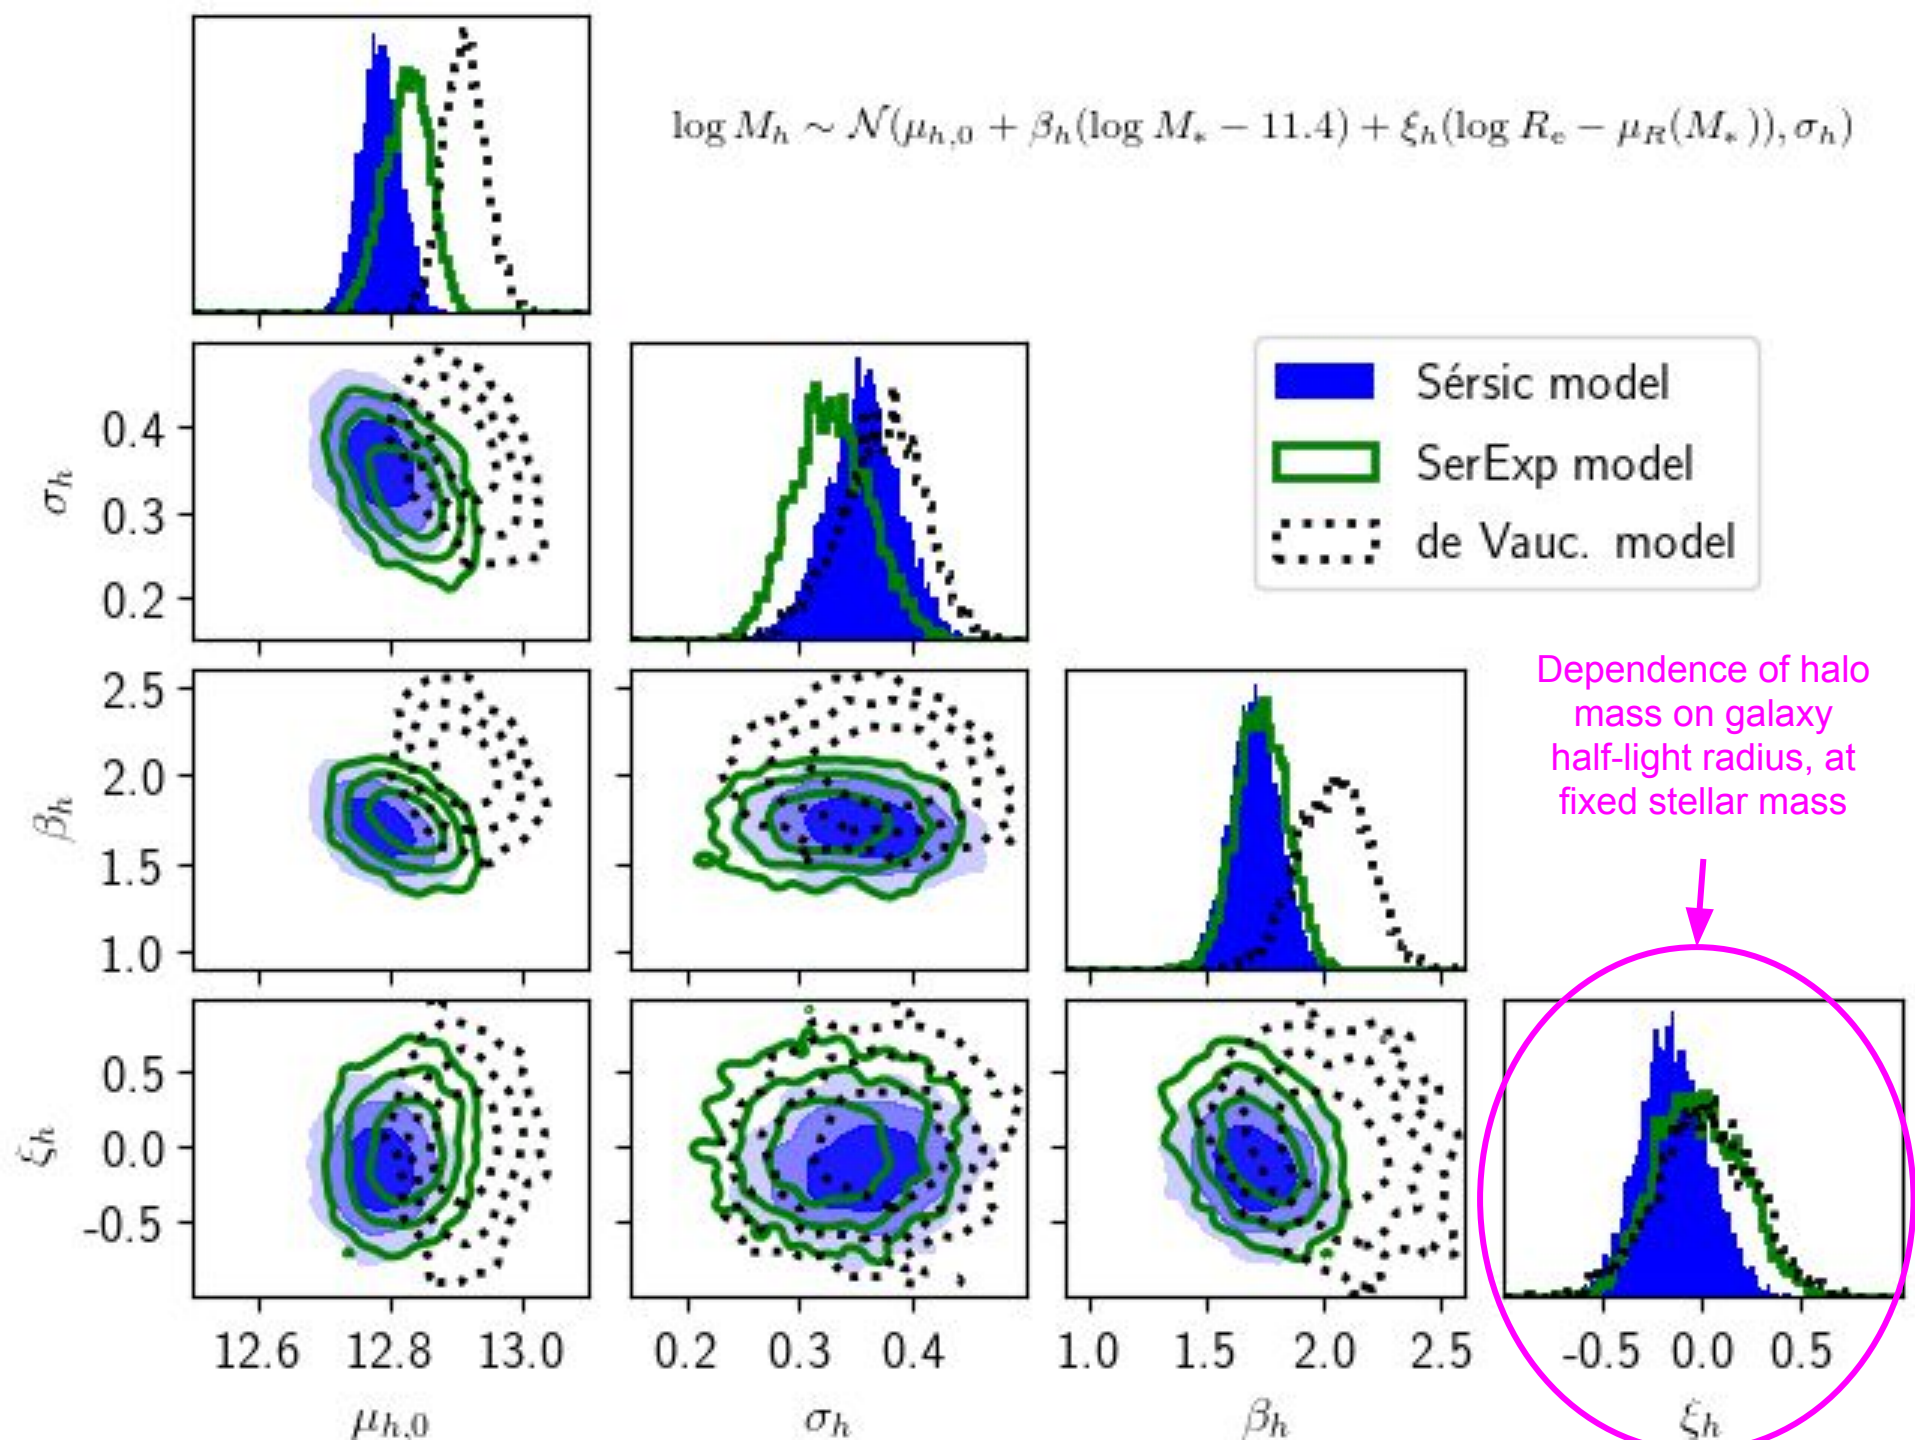 log M_h ∼ 𝒩(μ_{h,0} + β_h(log M_* − 11.4) + ξ_h(log R_e − μ_R(M_*)), σ_h)
Sérsic model
SerExp model
de Vauc. model
σ_h
0.4
0.3
0.2
Dependence of halo
mass on galaxy
half-light radius, at
fixed stellar mass
β_h
2.5
2.0
1.5
1.0
ξ_h
0.5
0.0
-0.5
12.6 12.8 13.0
0.2 0.3 0.4
1.0 1.5 2.0 2.5
-0.5 0.0 0.5
μ_{h,0}
σ_h
β_h
ξ_h